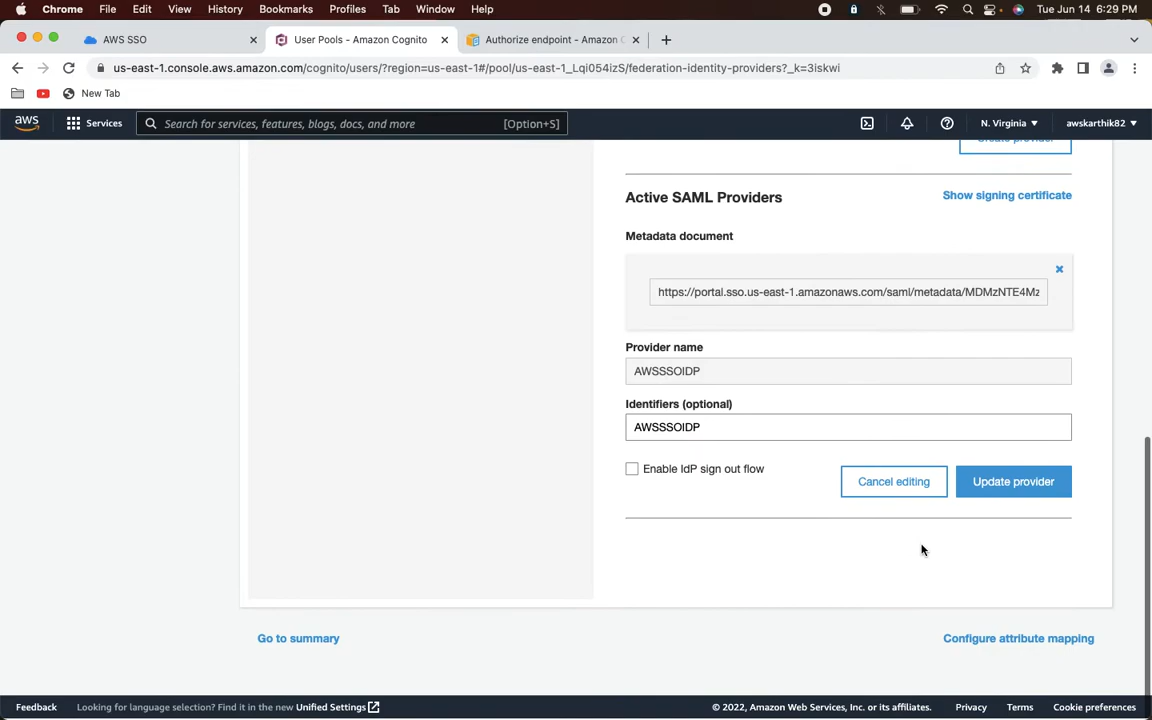 Chrome File Edit View History Bookmarks Profiles Tab Window Help Tue Jun 14 6:29 PM
AWS SSO User Pools - Amazon Cognito Authorize endpoint - Amazon C
us-east-1.console.aws.amazon.com/cognito/users/?region=us-east-1#/pool/us-east-1_Lqi054izS/federation-identity-providers?_k=3iskwi
New Tab
aws Services Search for services, features, blogs, docs, and more [Option+S] N. Virginia awskarthik82
Create provider
Active SAML Providers Show signing certificate
Metadata document
https://portal.sso.us-east-1.amazonaws.com/saml/metadata/MDMzNTE4Mz
Provider name
AWSSSOIDP
Identifiers (optional)
AWSSSOIDP
Enable IdP sign out flow Cancel editing Update provider
Go to summary Configure attribute mapping
Feedback Looking for language selection? Find it in the new Unified Settings © 2022, Amazon Web Services, Inc. or its affiliates. Privacy Terms Cookie preferences